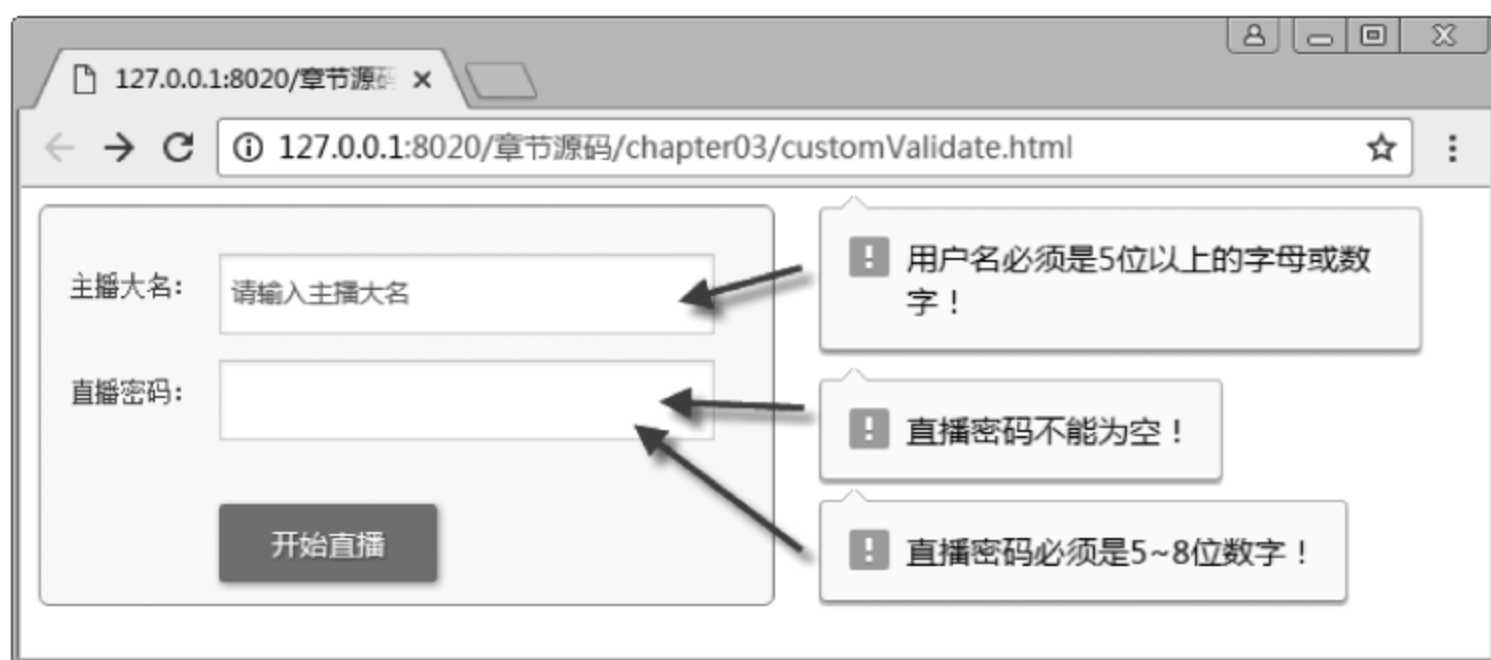 127.0.0.1:8020/章节源码
127.0.0.1:8020/章节源码/chapter03/customValidate.html
主播大名：
请输入主播大名
用户名必须是5位以上的字母或数
字！
直播密码：
直播密码不能为空！
开始直播
直播密码必须是5~8位数字！